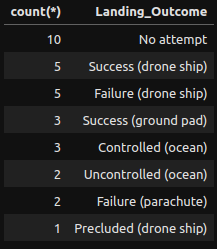 count(*) Landing_Outcome
10 No attempt
5 Success (drone ship)
5 Failure (drone ship)
3 Success (ground pad)
3 Controlled (ocean)
2 Uncontrolled (ocean)
2 Failure (parachute)
1 Precluded (drone ship)